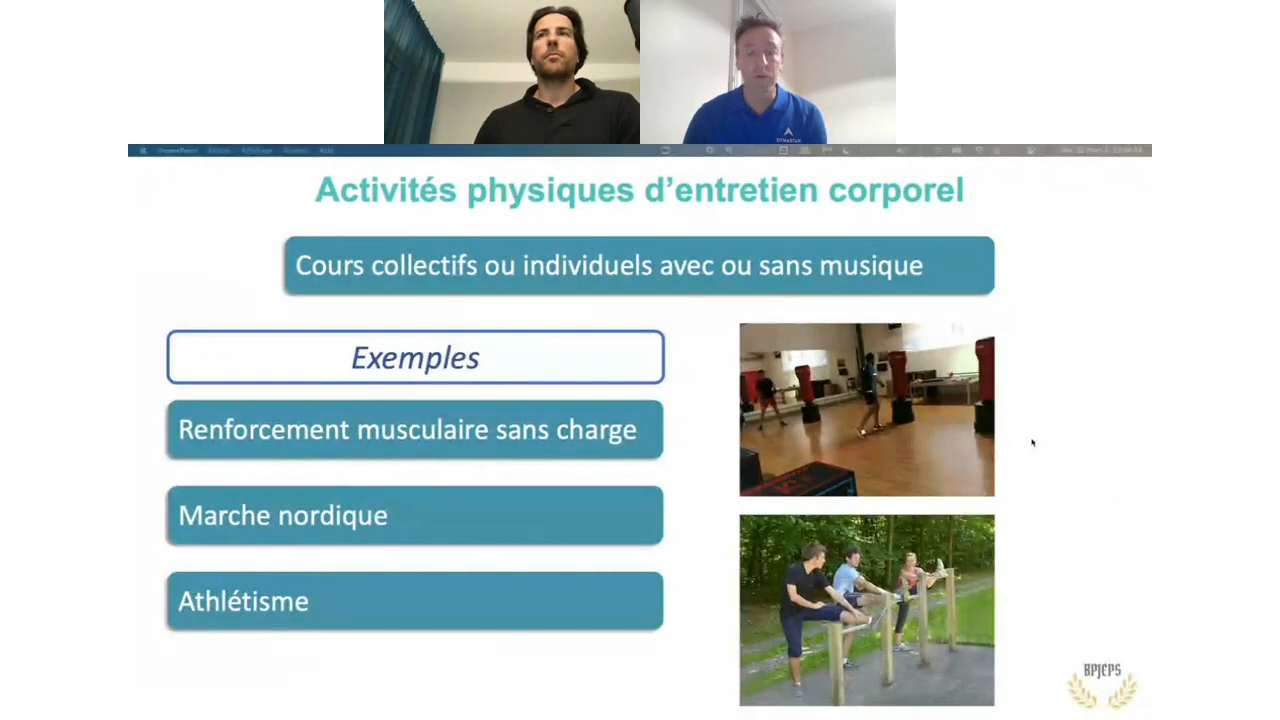 DYNASTAR
Activités physiques d’entretien corporel
Cours collectifs ou individuels avec ou sans musique
Exemples
Renforcement musculaire sans charge
Marche nordique
Athlétisme
BPJEPS